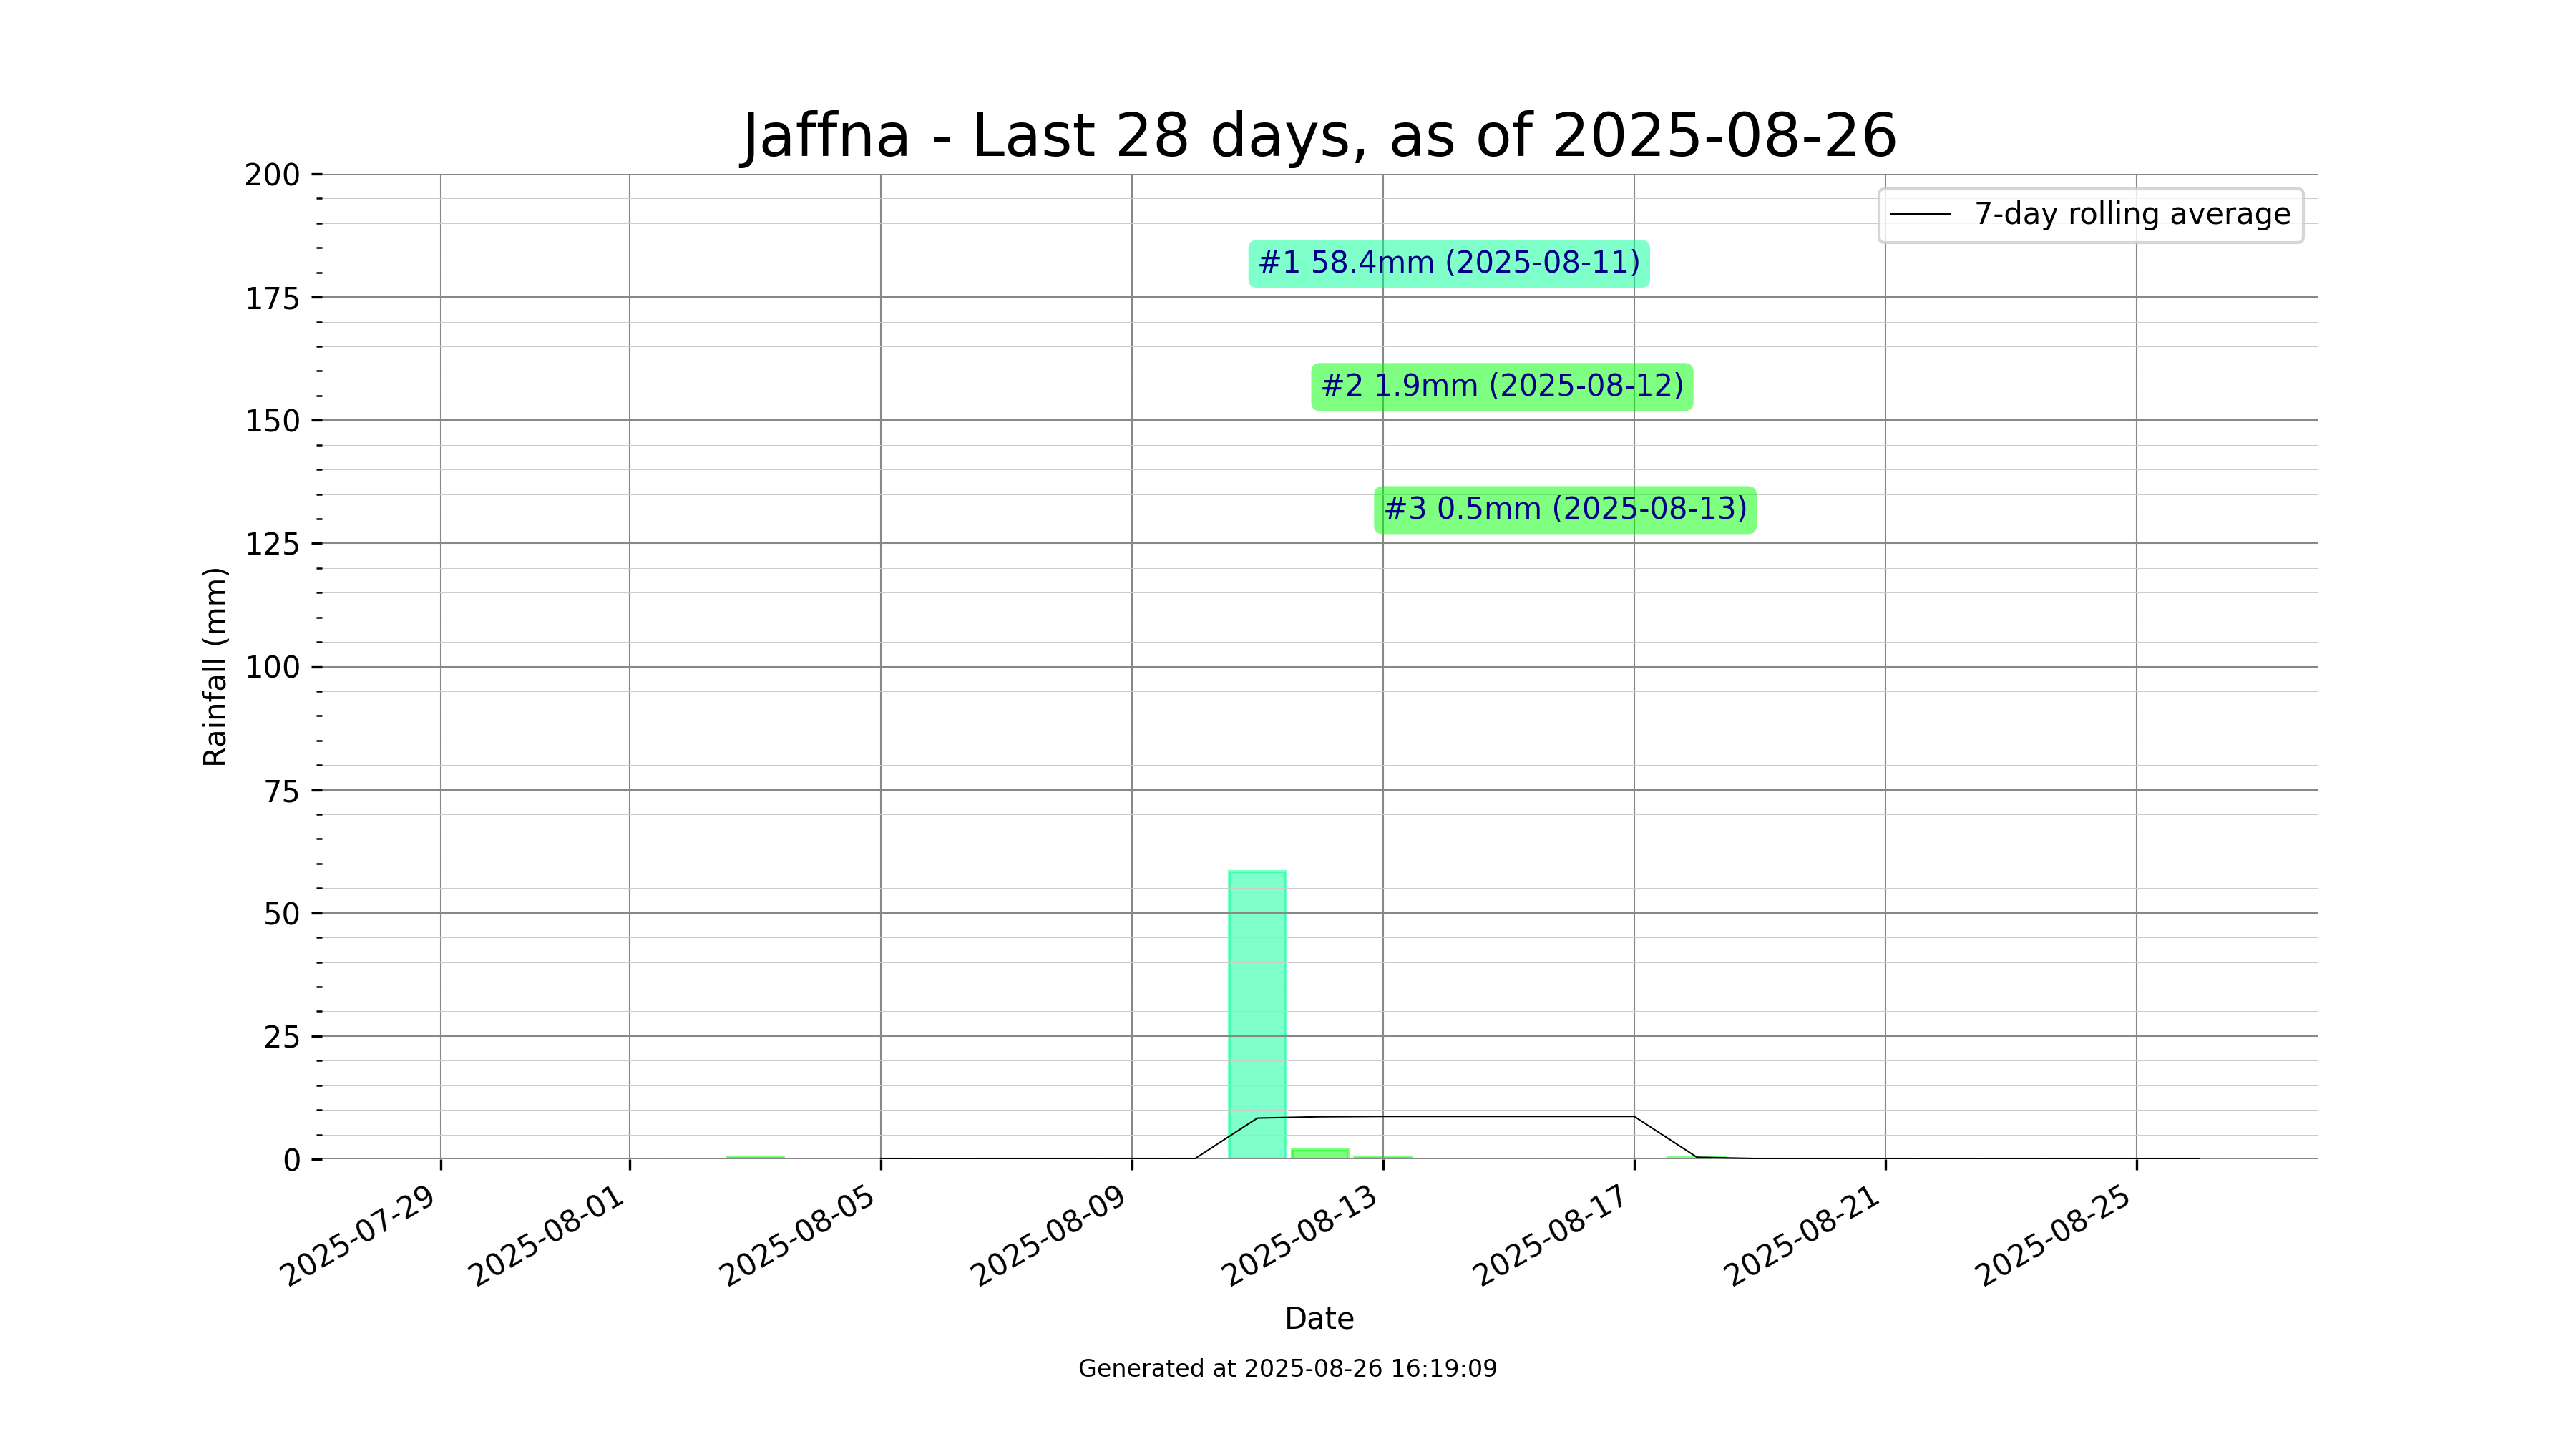 Jaffna - Last 28 days, as of 2025-08-26
7-day rolling average
#1 58.4mm (2025-08-11)
#2 1.9mm (2025-08-12)
#3 0.5mm (2025-08-13)
Rainfall (mm)
200
175
150
125
100
75
50
25
0
2025-07-29
2025-08-01
2025-08-05
2025-08-09
2025-08-13
2025-08-17
2025-08-21
2025-08-25
Date
Generated at 2025-08-26 16:19:09